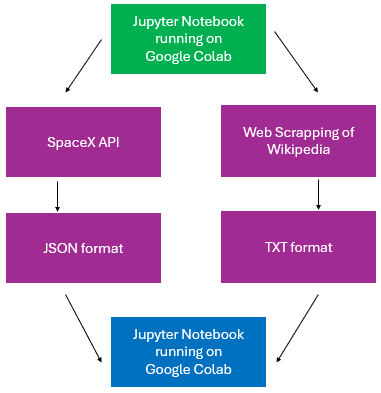 Jupyter Notebook
running on
Google Colab
SpaceX API
Web Scrapping of
Wikipedia
JSON format
TXT format
Jupyter Notebook
running on
Google Colab